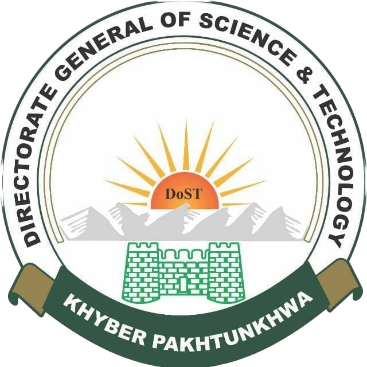 DIRECTORATE GENERAL OF SCIENCE & TECHNOLOGY
DoST
KHYBER PAKHTUNKHWA